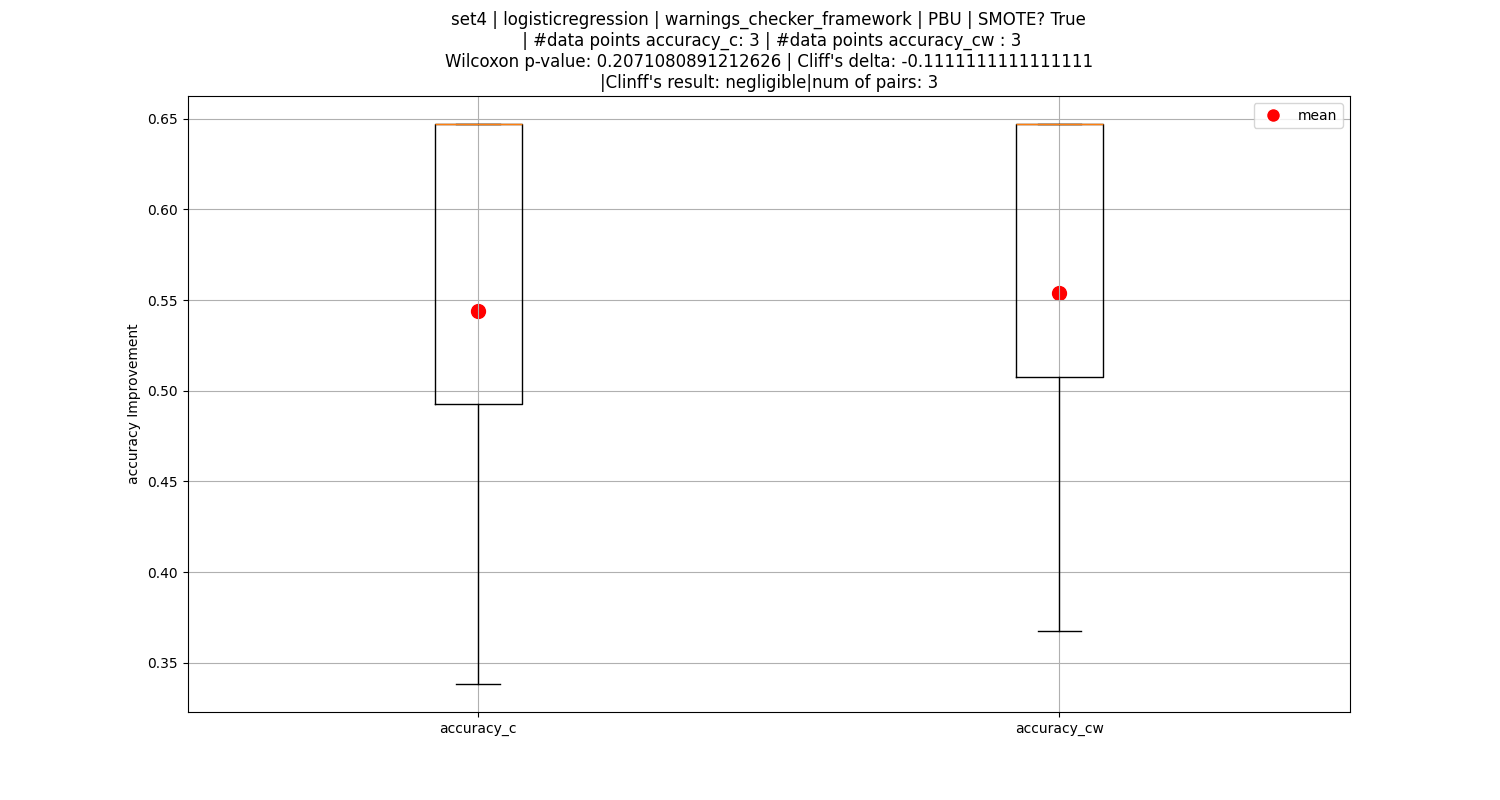 set4 | logisticregression | warnings_checker_framework | PBU | SMOTE? True
| #data points accuracy_c: 3 | #data points accuracy_cw : 3
Wilcoxon p-value: 0.2071080891212626 | Cliff's delta: -0.1111111111111111
|Clinff's result: negligible|num of pairs: 3
mean
accuracy Improvement
0.65
0.60
0.55
0.50
0.45
0.40
0.35
accuracy_c
accuracy_cw